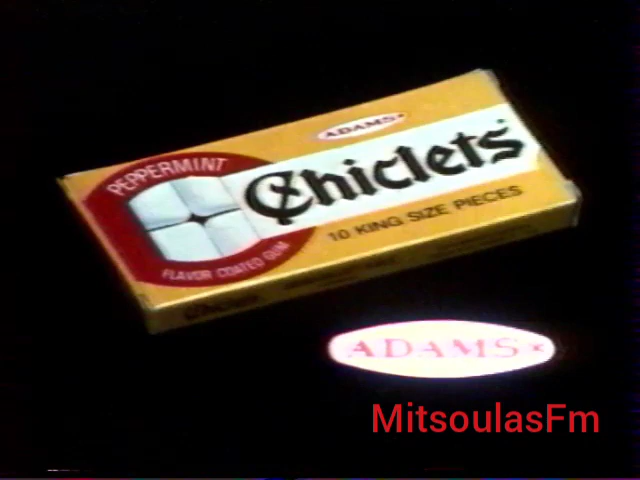 ADAMS
Chiclets
PEPPERMINT
FLAVOR COATED GUM
10 KING SIZE PIECES
ADAMS
MitsoulasFm